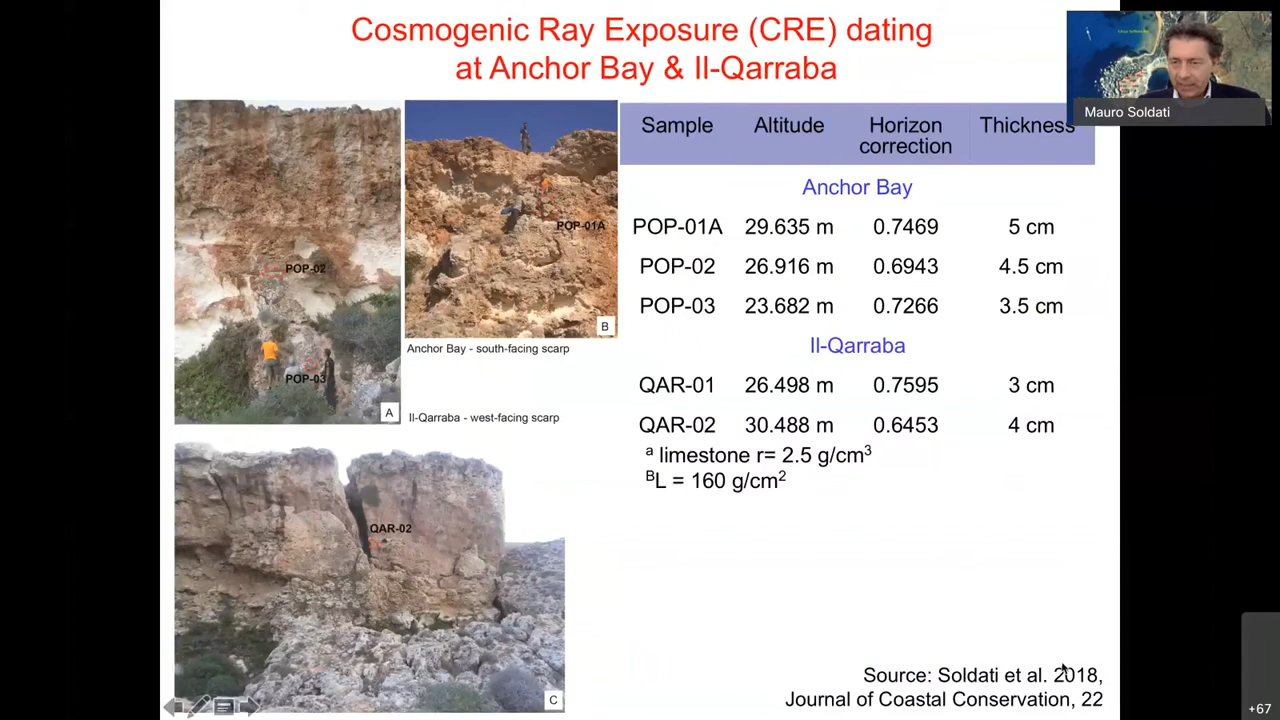 Cosmogenic Ray Exposure (CRE) dating
at Anchor Bay & Il-Qarraba
Mauro Soldati
POP-02
POP-03
A
POP-01A
B
Anchor Bay - south-facing scarp
Il-Qarraba - west-facing scarp
QAR-02
C
Sample Altitude Horizon correction Thickness
Anchor Bay
POP-01A 29.635 m 0.7469 5 cm
POP-02 26.916 m 0.6943 4.5 cm
POP-03 23.682 m 0.7266 3.5 cm
Il-Qarraba
QAR-01 26.498 m 0.7595 3 cm
QAR-02 30.488 m 0.6453 4 cm
a limestone r= 2.5 g/cm3
BL = 160 g/cm2
Source: Soldati et al. 2018,
Journal of Coastal Conservation, 22
+67